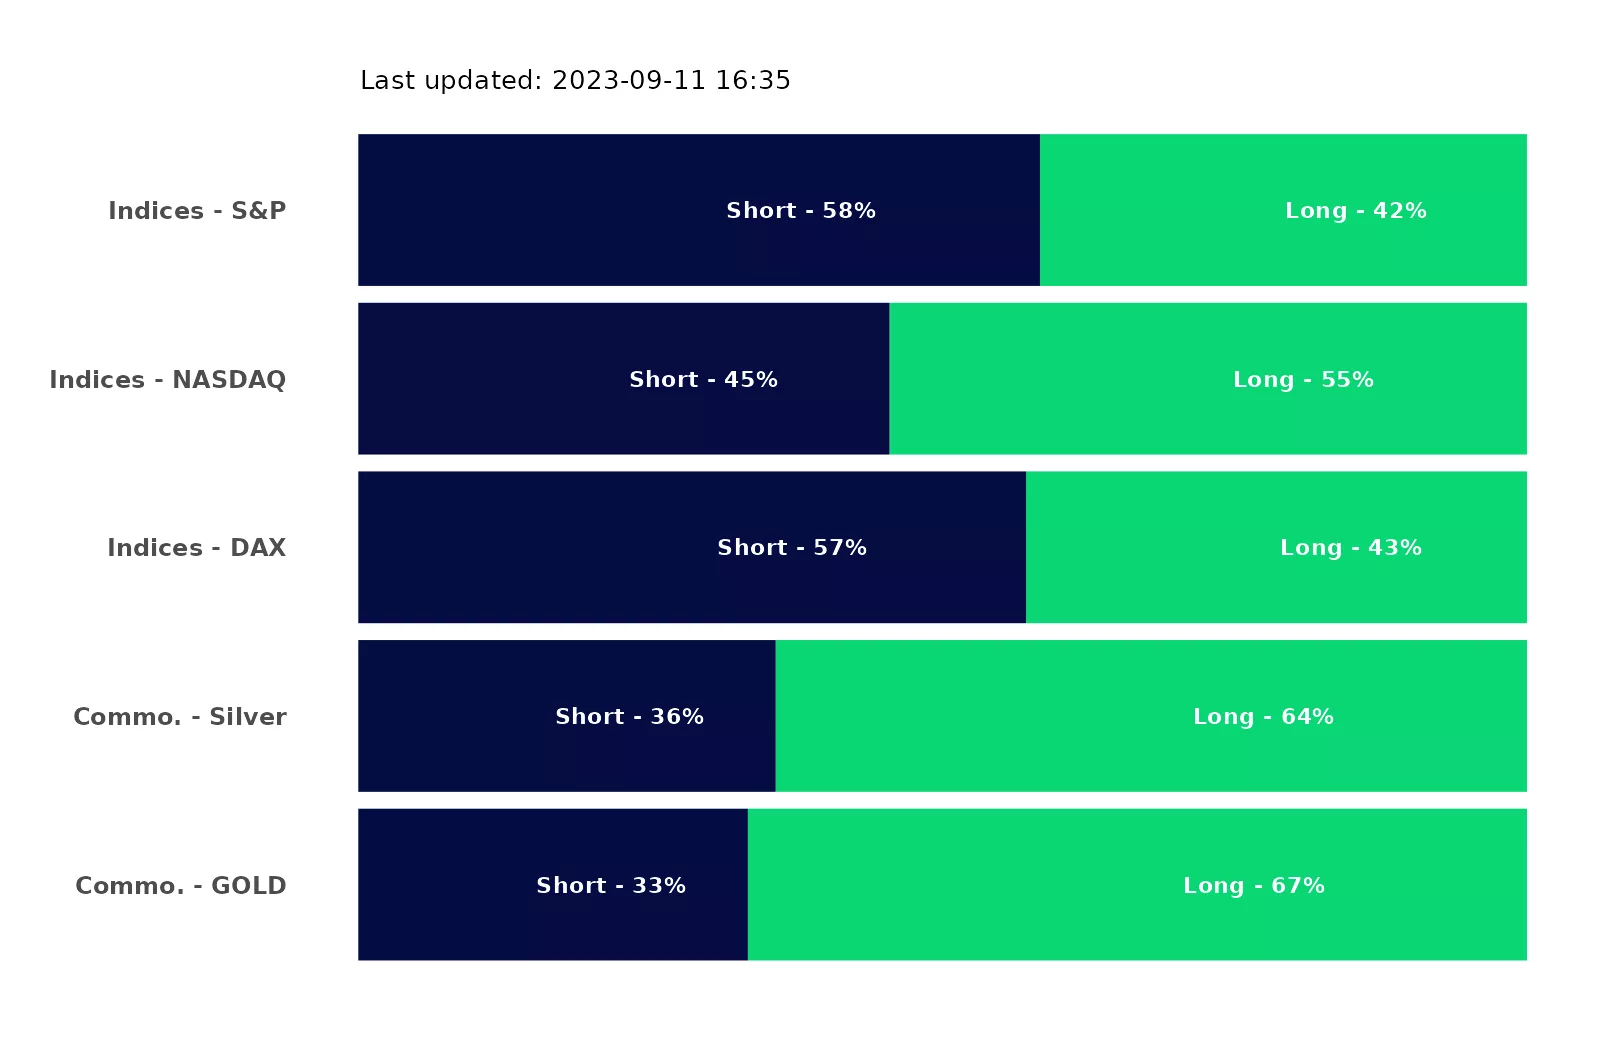 Last updated: 2023-09-11 16:35
Indices - S&P Short - 58% Long - 42%
Indices - NASDAQ Short - 45% Long - 55%
Indices - DAX Short - 57% Long - 43%
Commo. - Silver Short - 36% Long - 64%
Commo. - GOLD Short - 33% Long - 67%